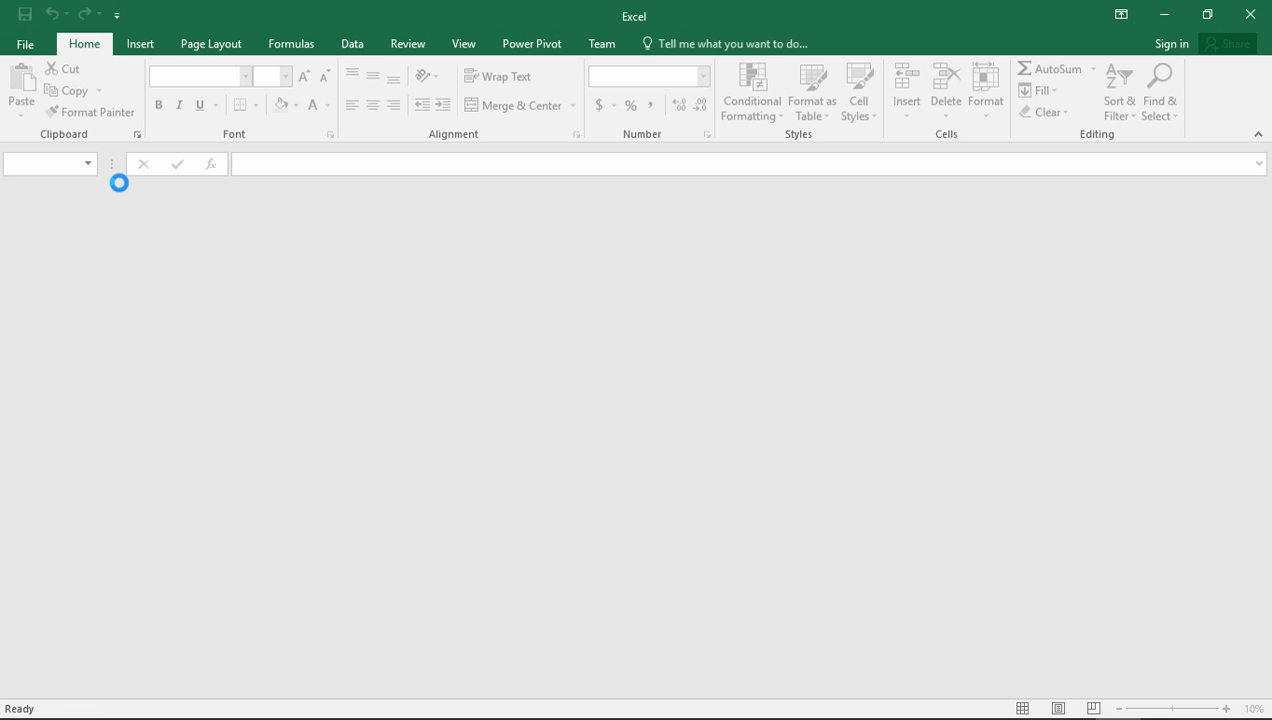 Excel
File Home Insert Page Layout Formulas Data Review View Power Pivot Team Tell me what you want to do... Sign in Share
Paste Cut Copy Format Painter
Clipboard
B I U A
Font
Wrap Text
Merge & Center
Alignment
$ % ,
Number
Conditional Formatting Format as Table Cell Styles
Styles
Insert Delete Format
Cells
AutoSum Fill Clear Sort & Filter Find & Select
Editing
fx
Ready 10%